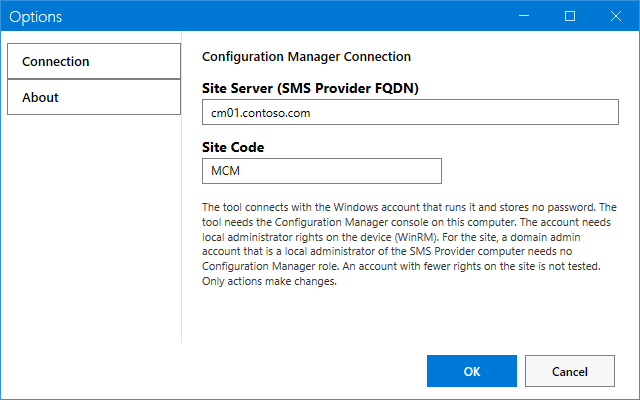 Options
Connection
About
Configuration Manager Connection
Site Server (SMS Provider FQDN)
cm01.contoso.com
Site Code
MCM
The tool connects with the Windows account that runs it and stores no password. The
tool needs the Configuration Manager console on this computer. The account needs
local administrator rights on the device (WinRM). For the site, a domain admin
account that is a local administrator of the SMS Provider computer needs no
Configuration Manager role. An account with fewer rights on the site is not tested.
Only actions make changes.
OK
Cancel